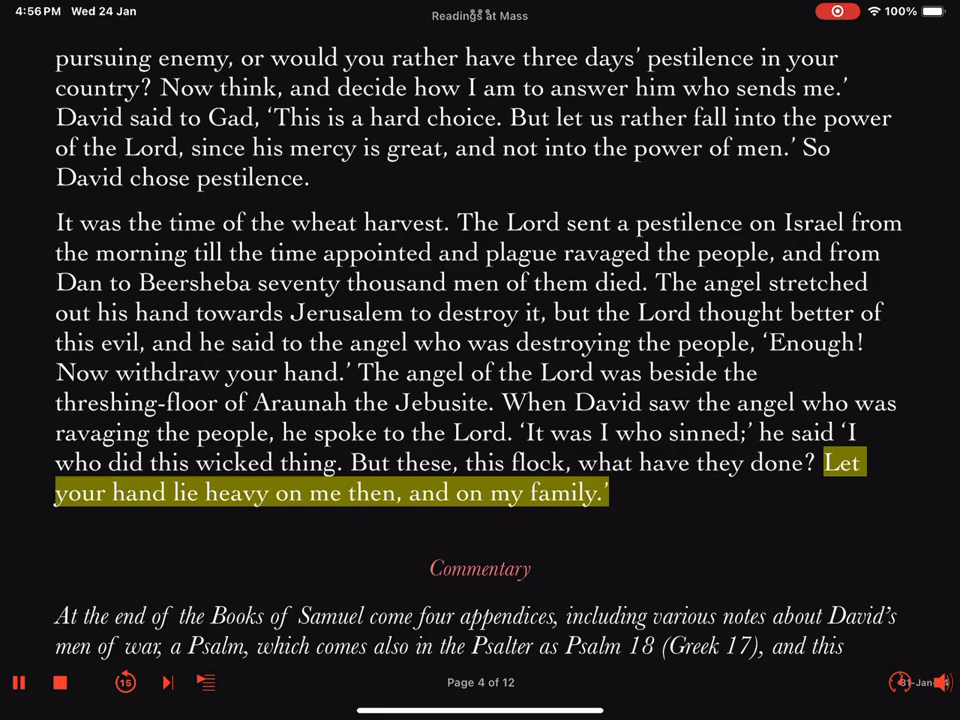 4:56 PM Wed 24 Jan
100%
Readings at Mass
pursuing enemy, or would you rather have three days’ pestilence in your
country? Now think, and decide how I am to answer him who sends me.’
David said to Gad, ‘This is a hard choice. But let us rather fall into the power
of the Lord, since his mercy is great, and not into the power of men.’ So
David chose pestilence.
It was the time of the wheat harvest. The Lord sent a pestilence on Israel from
the morning till the time appointed and plague ravaged the people, and from
Dan to Beersheba seventy thousand men of them died. The angel stretched
out his hand towards Jerusalem to destroy it, but the Lord thought better of
this evil, and he said to the angel who was destroying the people, ‘Enough!
Now withdraw your hand.’ The angel of the Lord was beside the
threshing-floor of Araunah the Jebusite. When David saw the angel who was
ravaging the people, he spoke to the Lord. ‘It was I who sinned;’ he said ‘I
who did this wicked thing. But these, this flock, what have they done? Let
your hand lie heavy on me then, and on my family.’
Commentary
At the end of the Books of Samuel come four appendices, including various notes about David’s
men of war, a Psalm, which comes also in the Psalter as Psalm 18 (Greek 17), and this
15
Page 4 of 12